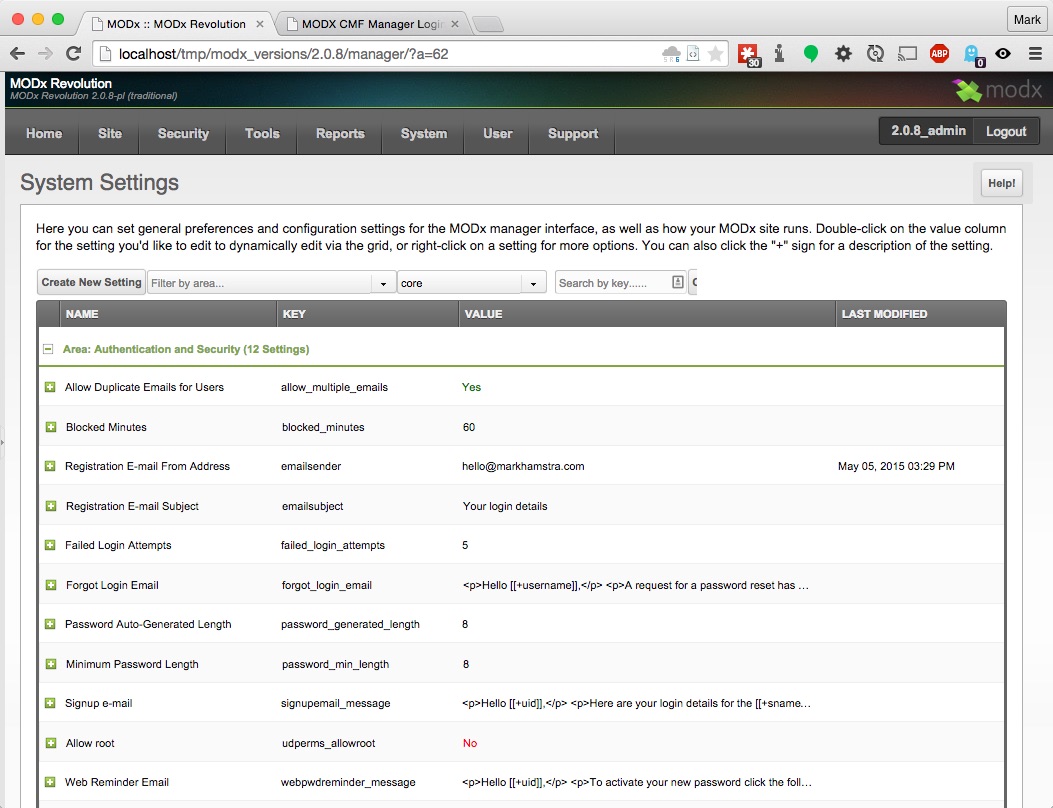 MODx :: MODx Revolution
MODX CMF Manager Logi
Mark
localhost/tmp/modx_versions/2.0.8/manager/?a=62
30
ABP
0
MODx Revolution
MODx Revolution 2.0.8-pl (traditional)
modx
Home
Site
Security
Tools
Reports
System
User
Support
2.0.8_admin
Logout
System Settings
Help!
Here you can set general preferences and configuration settings for the MODx manager interface, as well as how your MODx site runs. Double-click on the value column
for the setting you'd like to edit to dynamically edit via the grid, or right-click on a setting for more options. You can also click the "+" sign for a description of the setting.
Create New Setting
Filter by area...
core
Search by key......
NAME KEY VALUE LAST MODIFIED
Area: Authentication and Security (12 Settings)
Allow Duplicate Emails for Users allow_multiple_emails Yes
Blocked Minutes blocked_minutes 60
Registration E-mail From Address emailsender hello@markhamstra.com May 05, 2015 03:29 PM
Registration E-mail Subject emailsubject Your login details
Failed Login Attempts failed_login_attempts 5
Forgot Login Email forgot_login_email <p>Hello [[+username]],</p> <p>A request for a password reset has ...
Password Auto-Generated Length password_generated_length 8
Minimum Password Length password_min_length 8
Signup e-mail signupemail_message <p>Hello [[+uid]],</p> <p>Here are your login details for the [[+sname...
Allow root udperms_allowroot No
Web Reminder Email webpwdreminder_message <p>Hello [[+uid]],</p> <p>To activate your new password click the foll...